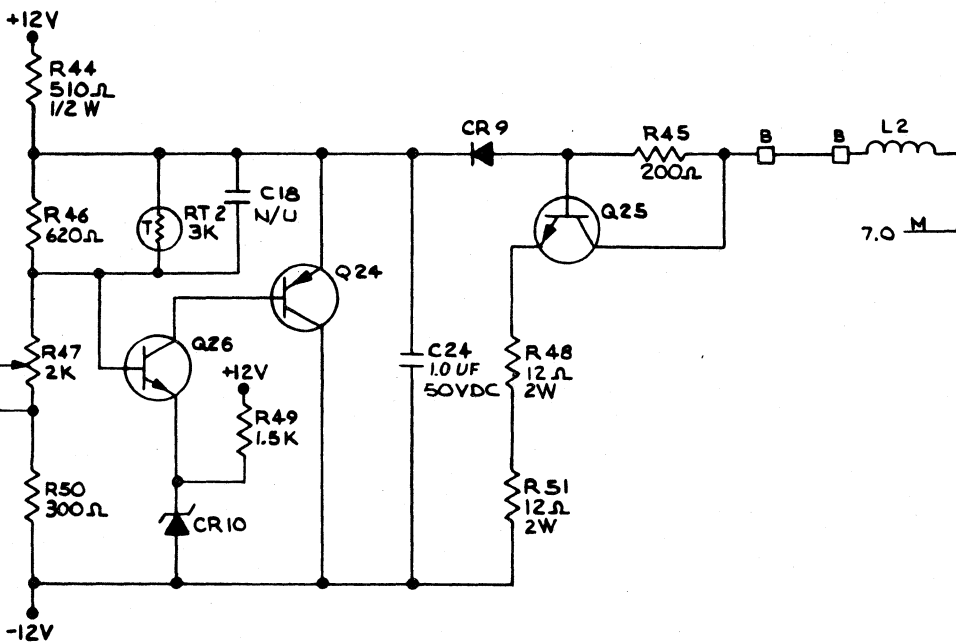 +12V
R44
510Ω
1/2 W
CR9
R45
200Ω
B
B
L2
R46
620Ω
T
RT2
3K
C18
N/U
Q25
7.0 M
Q24
R47
2K
Q26
+12V
R49
1.5K
C24
1.0 UF
50VDC
R48
12Ω
2W
R50
300Ω
CR10
R51
12Ω
2W
-12V